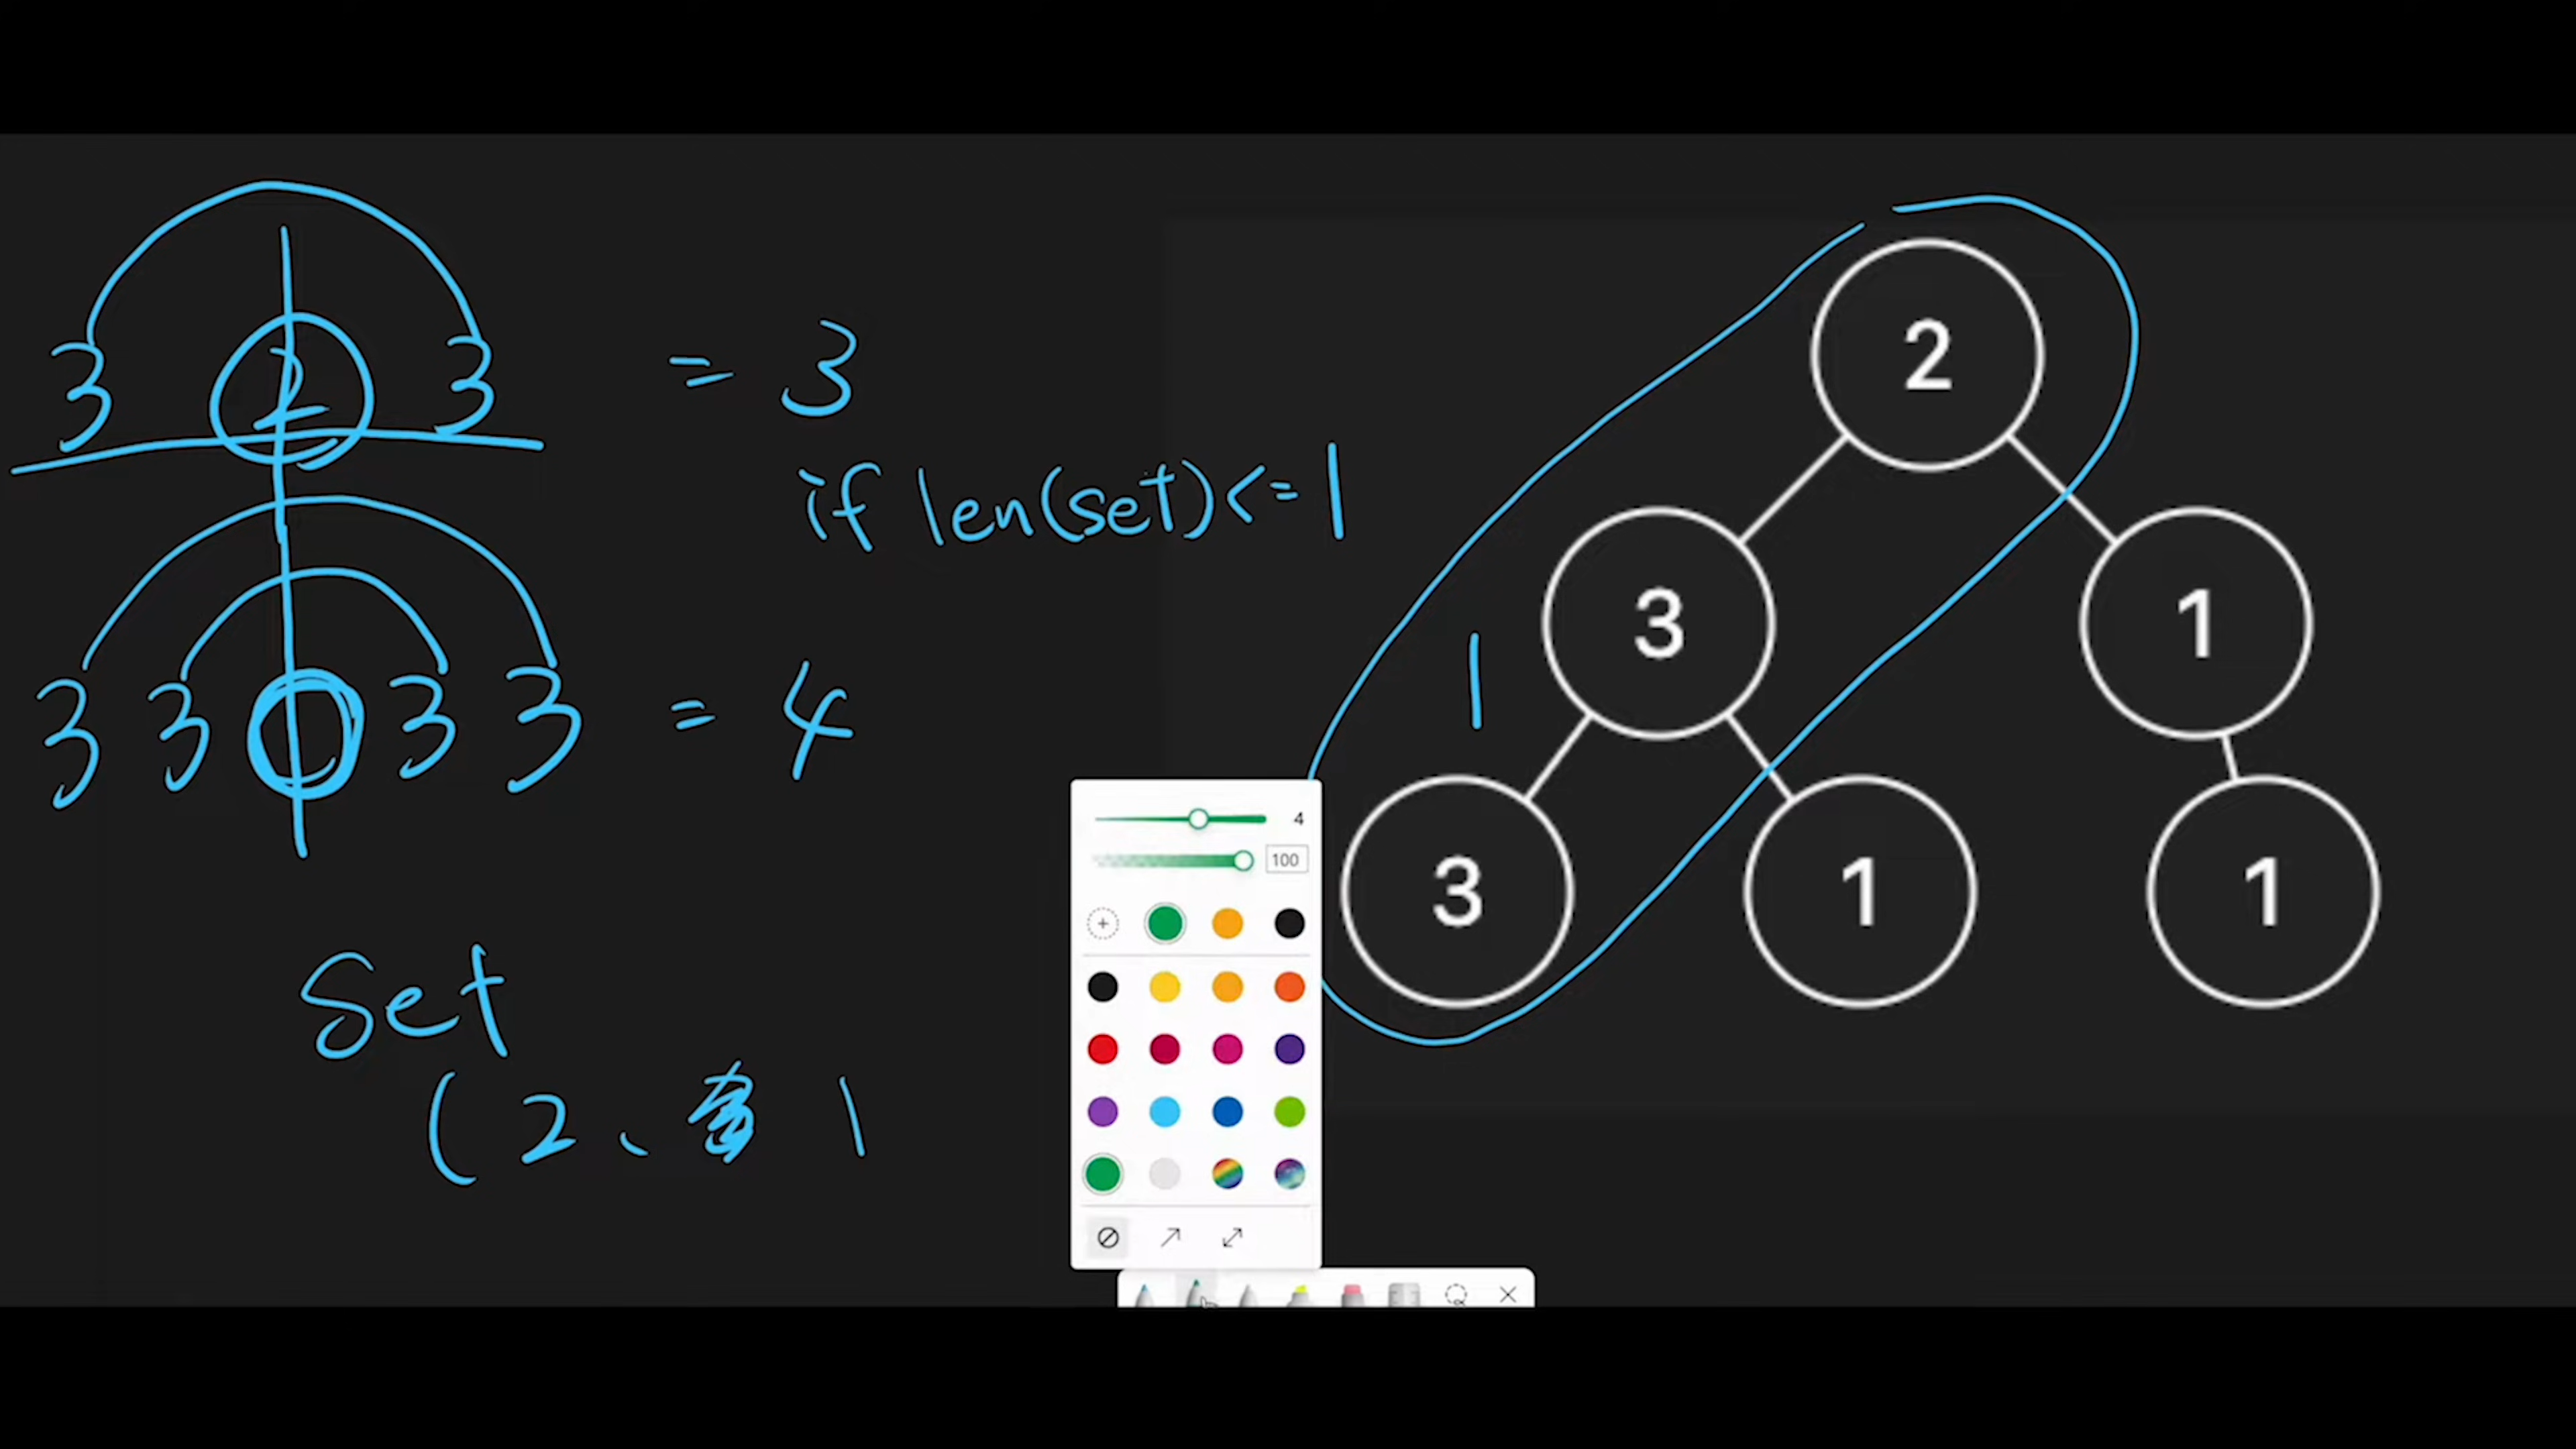 3 2 3 = 3
if len(set)<=1
3 3 1 3 3 = 4
set
(2、 1
2
3 1
1
3 1 1
4
100